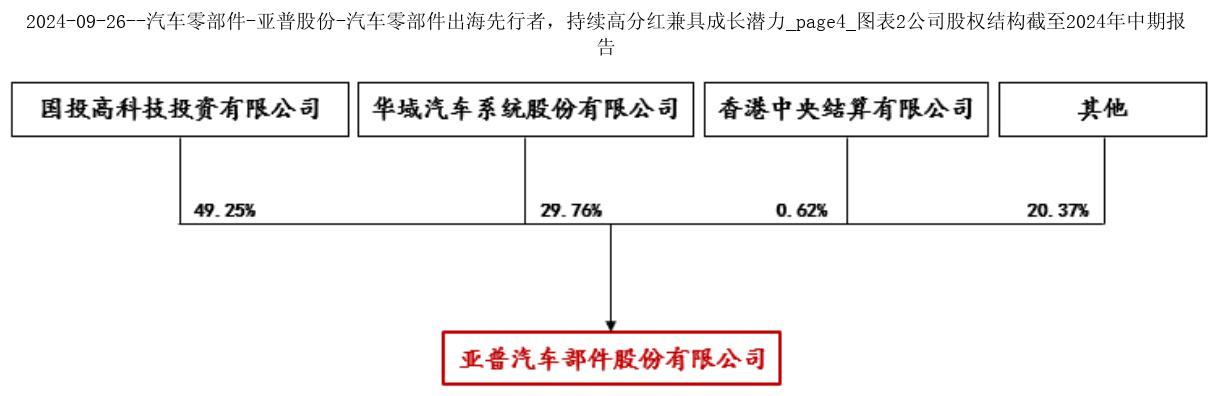 2024-09-26--汽车零部件-亚普股份-汽车零部件出海先行者，持续高分红兼具成长潜力_page4_图表2公司股权结构截至2024年中期报
告
国投高科技投资有限公司
华域汽车系统股份有限公司
香港中央结算有限公司
其他
49.25%
29.76%
0.62%
20.37%
亚普汽车部件股份有限公司